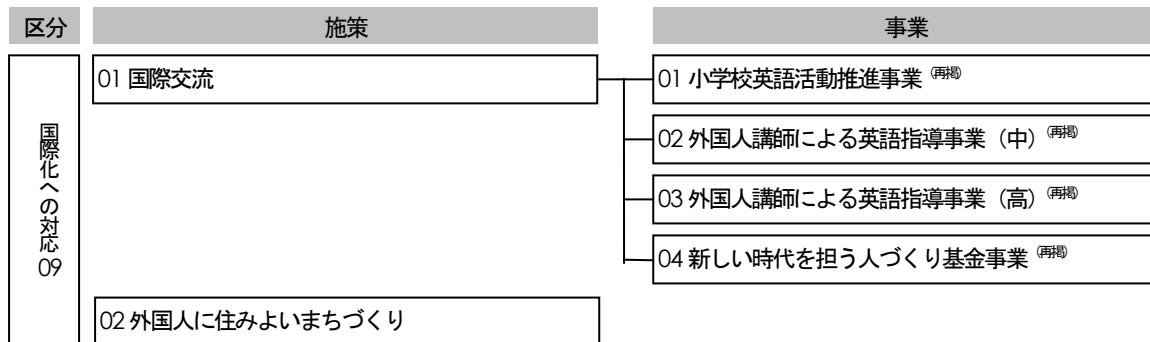 区分 施策 事業
国際化への対応 09
01 国際交流
01 小学校英語活動推進事業 (再掲)
02 外国人講師による英語指導事業(中) (再掲)
03 外国人講師による英語指導事業(高) (再掲)
04 新しい時代を担う人づくり基金事業 (再掲)
02 外国人に住みよいまちづくり